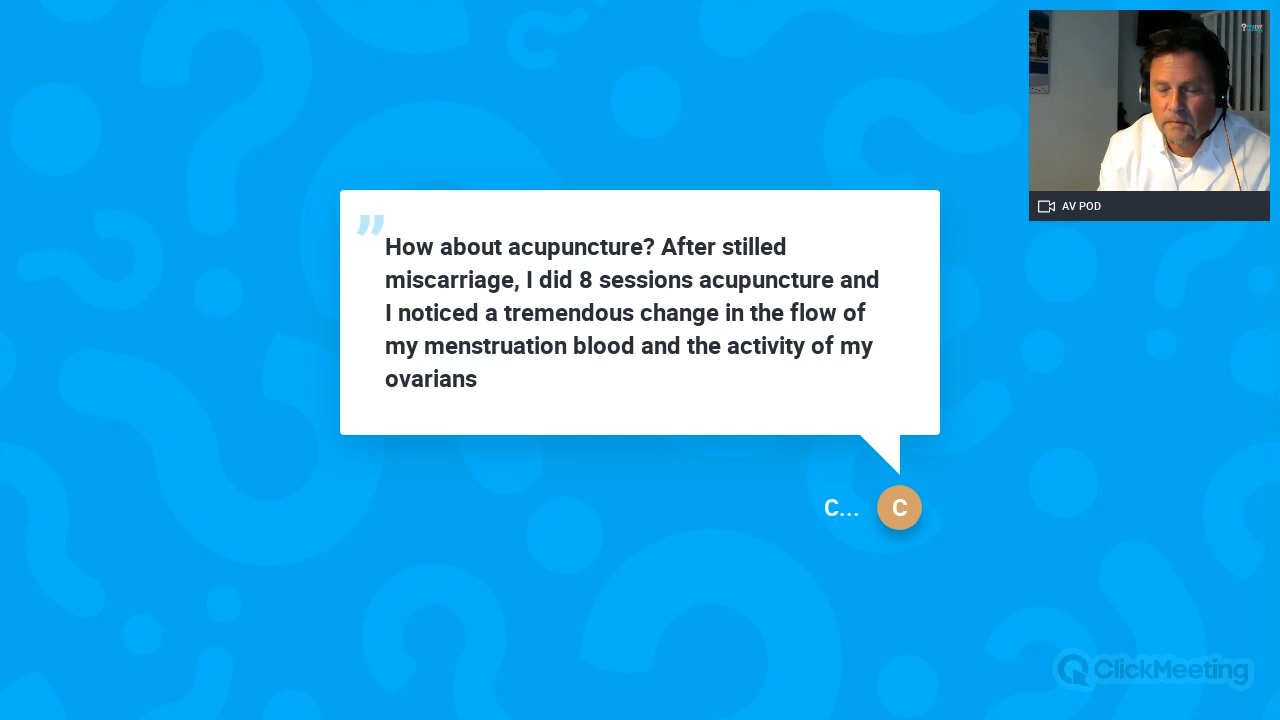 ”
How about acupuncture? After stilled
miscarriage, I did 8 sessions acupuncture and
I noticed a tremendous change in the flow of
my menstruation blood and the activity of my
ovarians
C...
C
AV POD
ClickMeeting